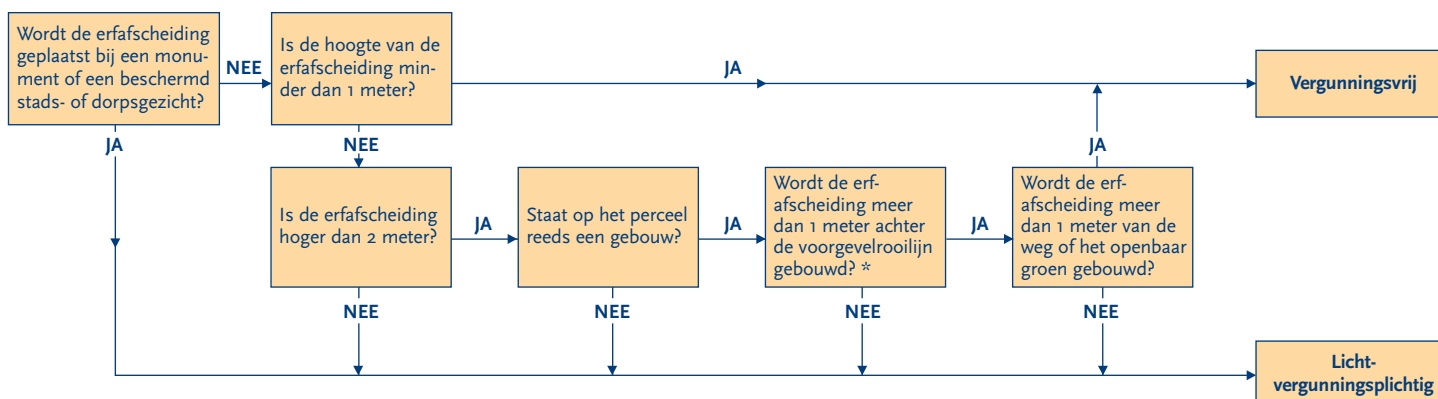 Wordt de erfafscheiding
geplaatst bij een monu-
ment of een beschermd
stads- of dorpsgezicht?
NEE
Is de hoogte van de
erfafscheiding min-
der dan 1 meter?
JA
Vergunningsvrij
JA
NEE
JA
Is de erfafscheiding
hoger dan 2 meter?
JA
Staat op het perceel
reeds een gebouw?
JA
Wordt de erf-
afscheiding meer
dan 1 meter achter
de voorgevelrooilijn
gebouwd? *
JA
Wordt de erf-
afscheiding meer
dan 1 meter van de
weg of het openbaar
groen gebouwd?
NEE
NEE
NEE
NEE
Licht-
vergunningsplichtig